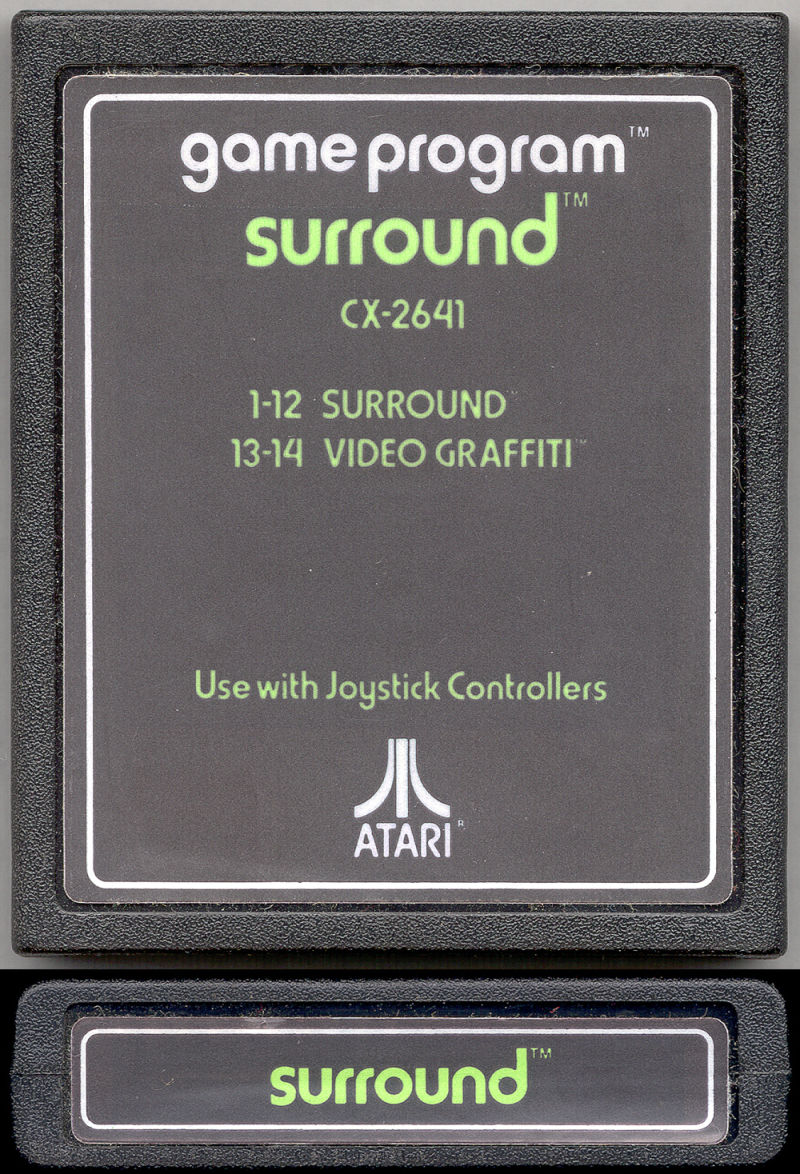 game program™
surround™
CX-2641
1-12 SURROUND™
13-14 VIDEO GRAFFITI™
Use with Joystick Controllers
ATARI®
surround™